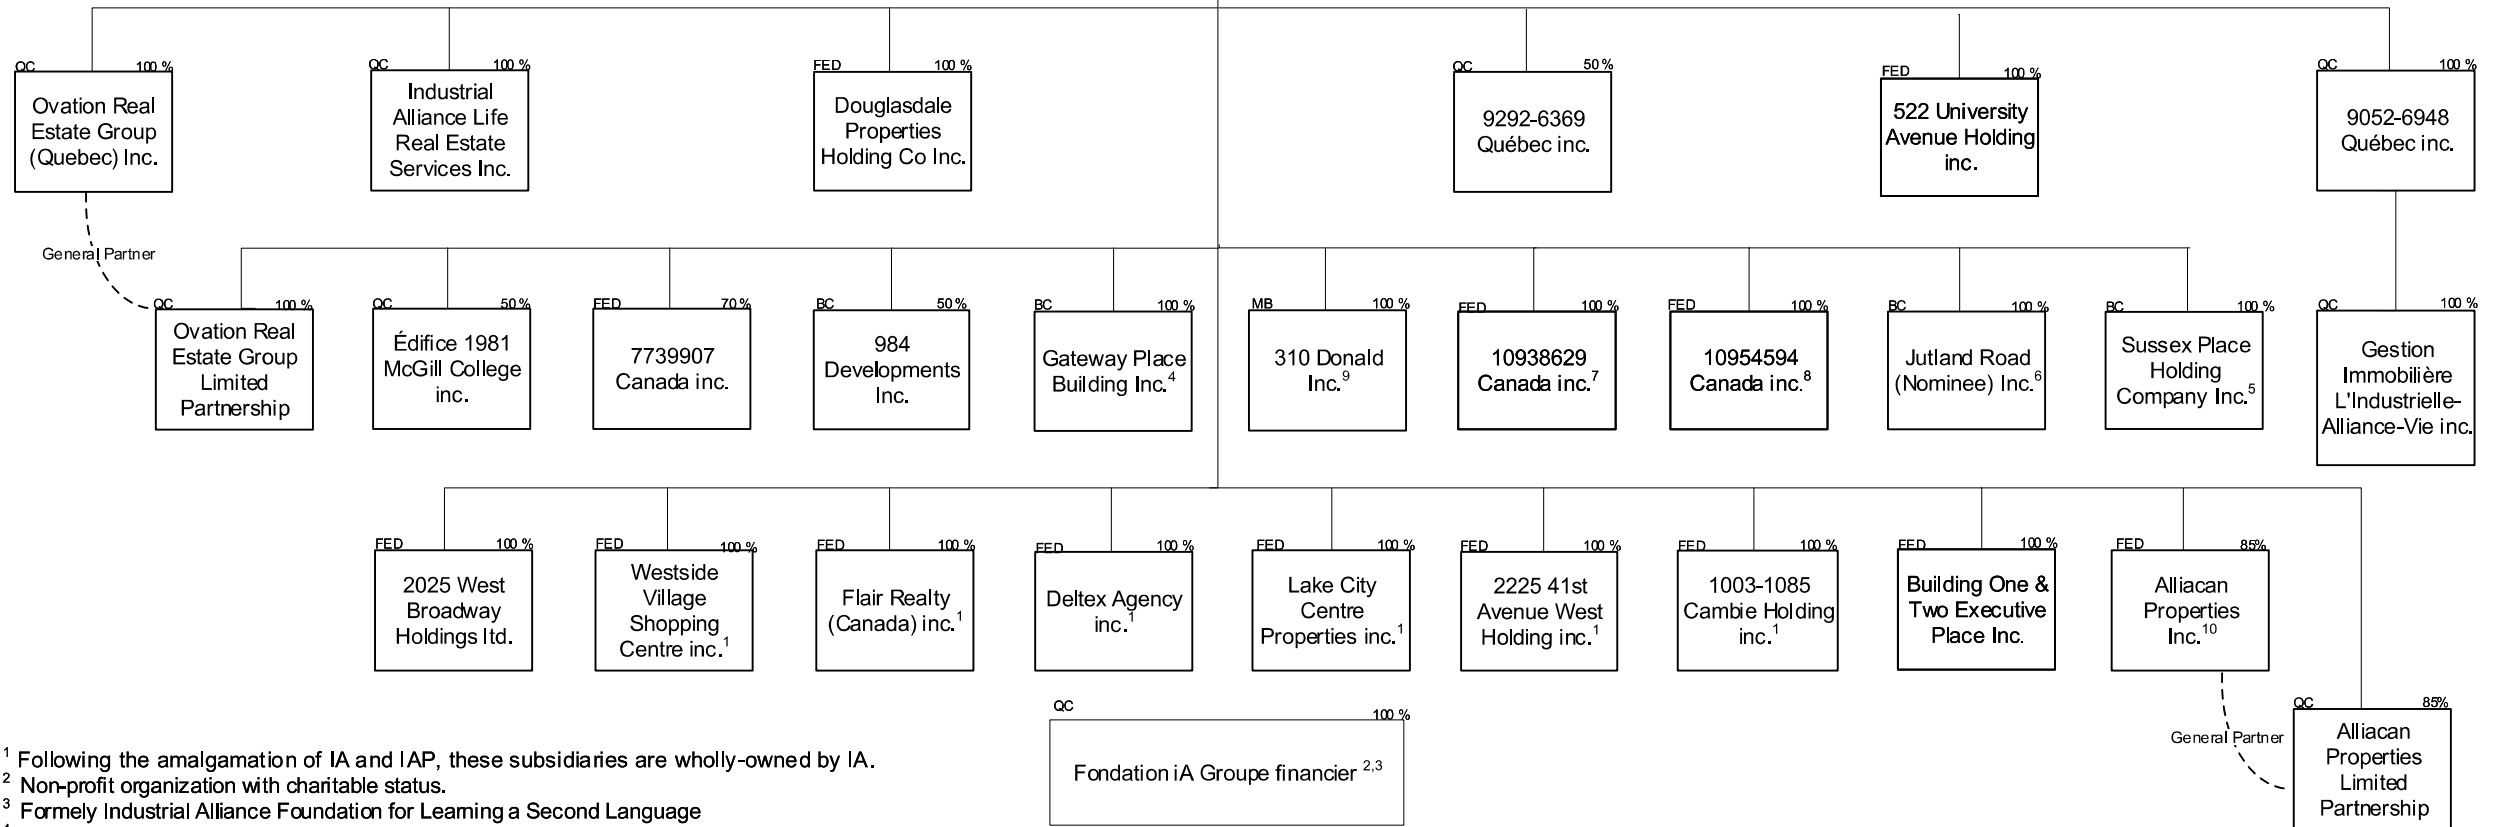 QC 100 %
Ovation Real
Estate Group
(Quebec) Inc.
QC 100 %
Industrial
Alliance Life
Real Estate
Services Inc.
FED 100 %
Douglasdale
Properties
Holding Co Inc.
QC 50 %
9292-6369
Québec inc.
FED 100 %
522 University
Avenue Holding
inc.
QC 100 %
9052-6948
Québec inc.
General Partner
QC 100 %
Ovation Real
Estate Group
Limited
Partnership
QC 50 %
Édifice 1981
McGill College
inc.
FED 70 %
7739907
Canada inc.
BC 50 %
984
Developments
Inc.
BC 100 %
Gateway Place
Building Inc.4
MB 100 %
310 Donald
Inc.9
FED 100 %
10938629
Canada inc.7
FED 100 %
10954594
Canada inc.8
BC 100 %
Jutland Road
(Nominee) Inc.6
BC 100 %
Sussex Place
Holding
Company Inc.5
QC 100 %
Gestion
Immobilière
L'Industrielle-
Alliance-Vie inc.
FED 100 %
2025 West
Broadway
Holdings ltd.
FED 100 %
Westside
Village
Shopping
Centre inc.1
FED 100 %
Flair Realty
(Canada) inc.1
FED 100 %
Deltex Agency
inc.1
FED 100 %
Lake City
Centre
Properties inc.1
FED 100 %
2225 41st
Avenue West
Holding inc.1
FED 100 %
1003-1085
Cambie Holding
inc.1
FED 100 %
Building One &
Two Executive
Place Inc.
FED 85%
Alliacan
Properties
Inc.10
General Partner
QC 85%
Alliacan
Properties
Limited
Partnership
QC 100 %
Fondation iA Groupe financier 2,3
1 Following the amalgamation of IA and IAP, these subsidiaries are wholly-owned by IA.
2 Non-profit organization with charitable status.
3 Formely Industrial Alliance Foundation for Learning a Second Language